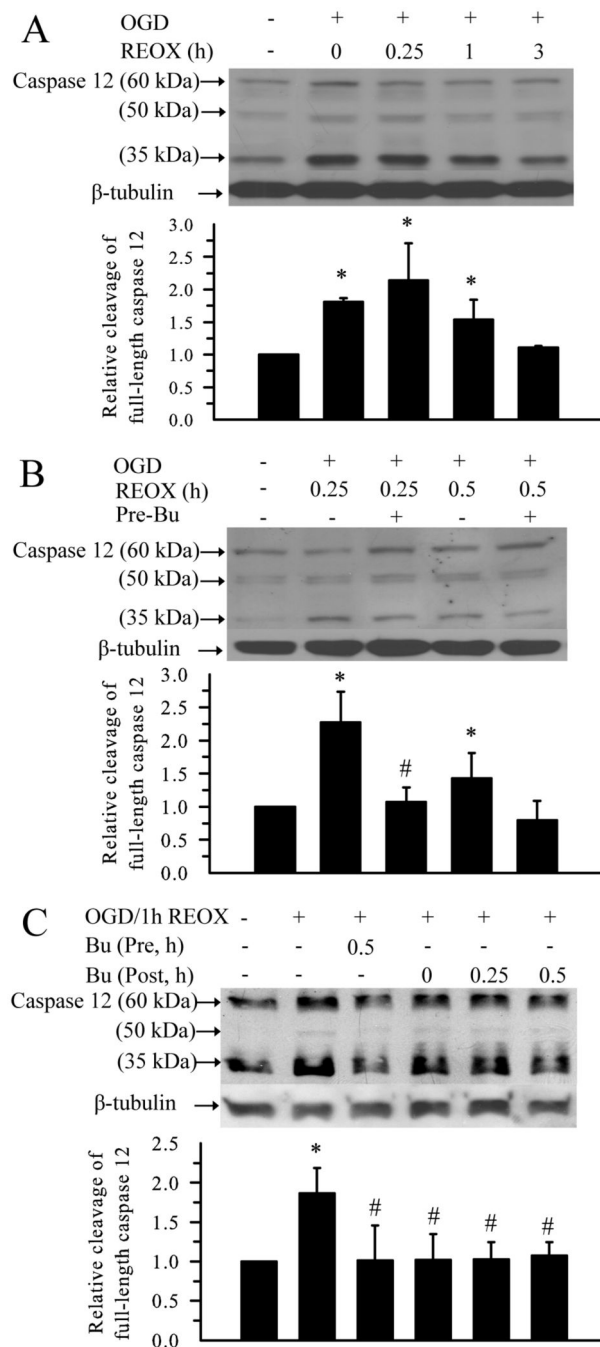 A
OGD - + + + +
REOX (h) - 0 0.25 1 3
Caspase 12 (60 kDa)→
(50 kDa)→
(35 kDa)→
β-tubulin →
Relative cleavage of
full-length caspase 12
3.0
2.5
2.0
1.5
1.0
0.5
0.0
* * *
B
OGD - + + + +
REOX (h) - 0.25 0.25 0.5 0.5
Pre-Bu - - + - +
Caspase 12 (60 kDa)→
(50 kDa)→
(35 kDa)→
β-tubulin →
Relative cleavage of
full-length caspase 12
3.0
2.5
2.0
1.5
1.0
0.5
0.0
* # *
C
OGD/1h REOX - + + + + +
Bu (Pre, h) - - 0.5 - - -
Bu (Post, h) - - - 0 0.25 0.5
Caspase 12 (60 kDa)→
(50 kDa)→
(35 kDa)→
β-tubulin →
Relative cleavage of
full-length caspase 12
2.5
2.0
1.5
1.0
0.5
0.0
* # # # #